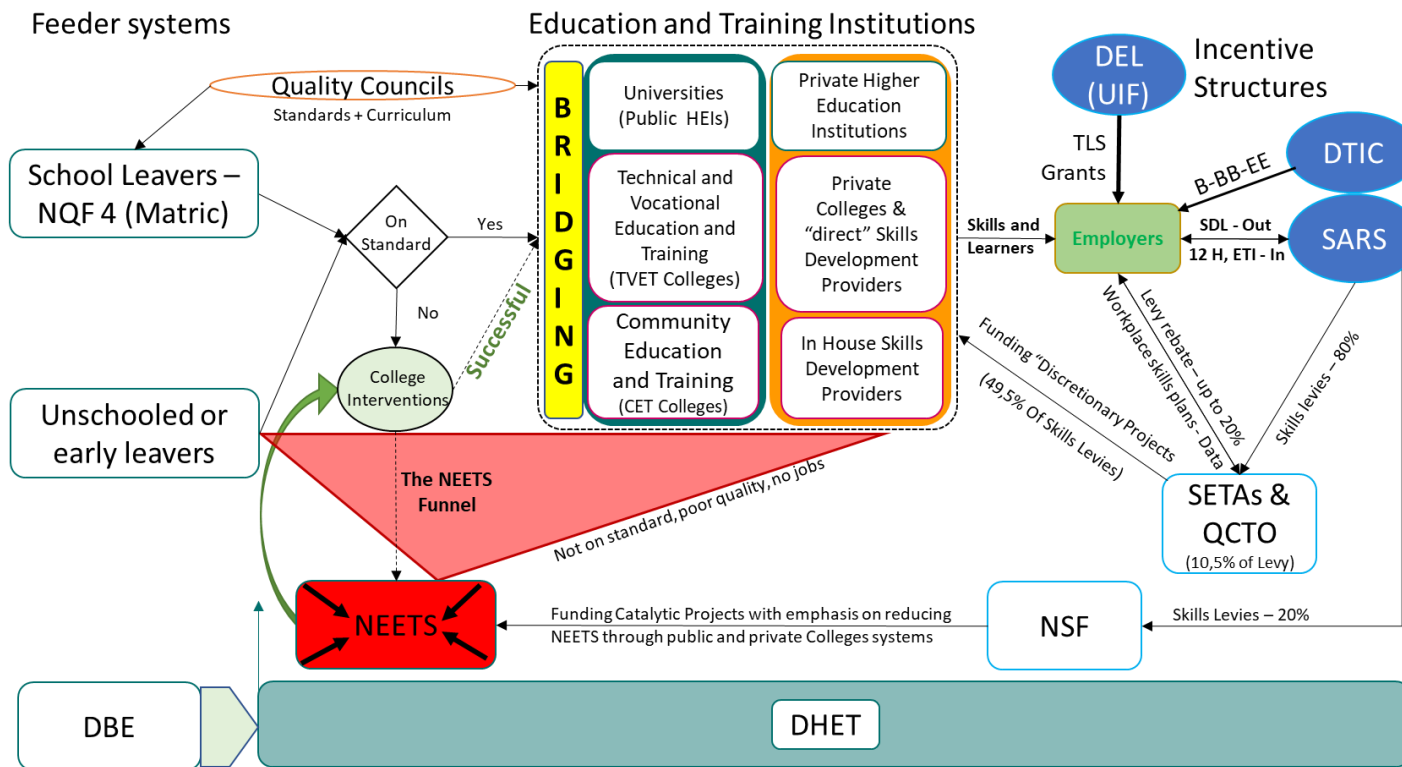 Feeder systems
Education and Training Institutions
Incentive
Structures
Quality Councils
Standards + Curriculum
School Leavers –
NQF 4 (Matric)
On
Standard
Yes
No
Successful
College
Interventions
Unschooled or
early leavers
The NEETS
Funnel
Not on standard, poor quality, no jobs
NEETS
B
R
I
D
G
I
N
G
Universities
(Public HEIs)
Technical and
Vocational
Education and
Training
(TVET Colleges)
Community
Education
and Training
(CET Colleges)
Private Higher
Education
Institutions
Private
Colleges &
“direct” Skills
Development
Providers
In House Skills
Development
Providers
Skills and
Learners
DEL
(UIF)
TLS
Grants
B-BB-EE
DTIC
Employers
SDL - Out
12 H, ETI - In
SARS
Levy rebate – up to 20%
Workplace skills plans - Data
Skills levies – 80%
Funding “Discretionary Projects
(49,5% Of Skills Levies)
SETAs &
QCTO
(10,5% of Levy)
Funding Catalytic Projects with emphasis on reducing
NEETS through public and private Colleges systems
NSF
Skills Levies – 20%
DBE
DHET